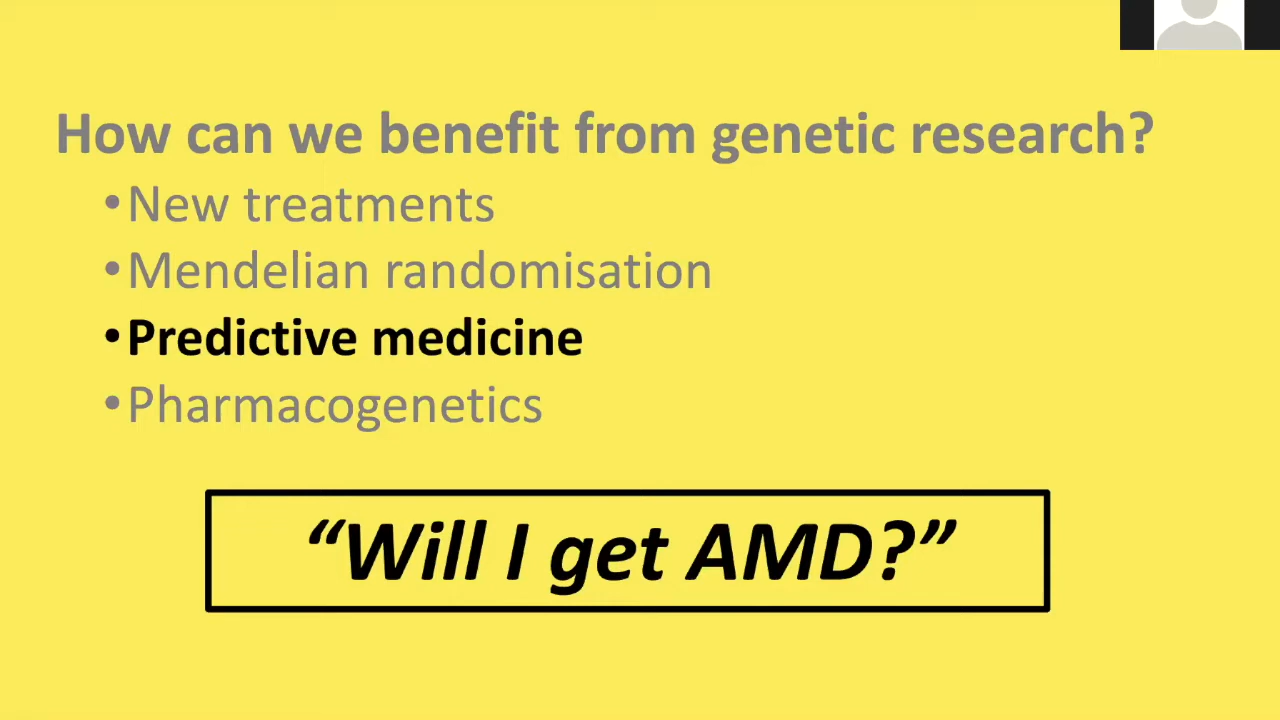 How can we benefit from genetic research?
•New treatments
•Mendelian randomisation
•Predictive medicine
•Pharmacogenetics
“Will I get AMD?”